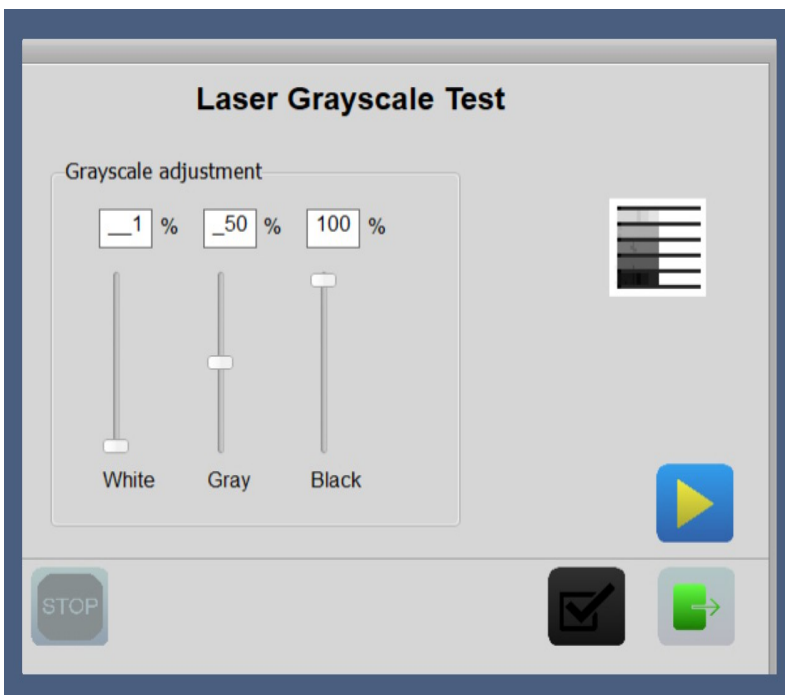 Laser Grayscale Test
Grayscale adjustment
__1 % _50 % 100 %
White Gray Black
STOP